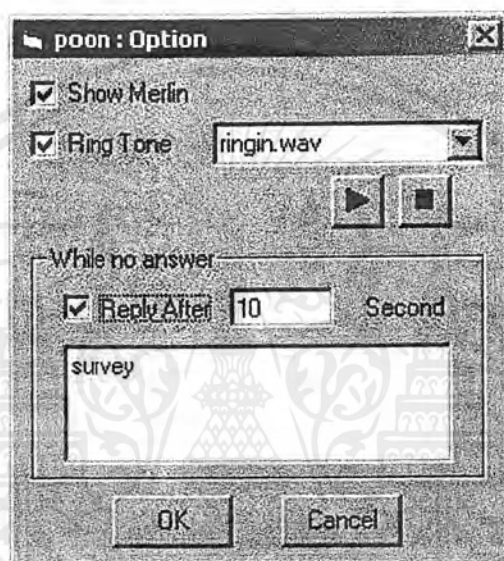 poon : Option
Show Merlin
Ring Tone ringin.wav
While no answer
Reply After 10 Second
survey
OK Cancel